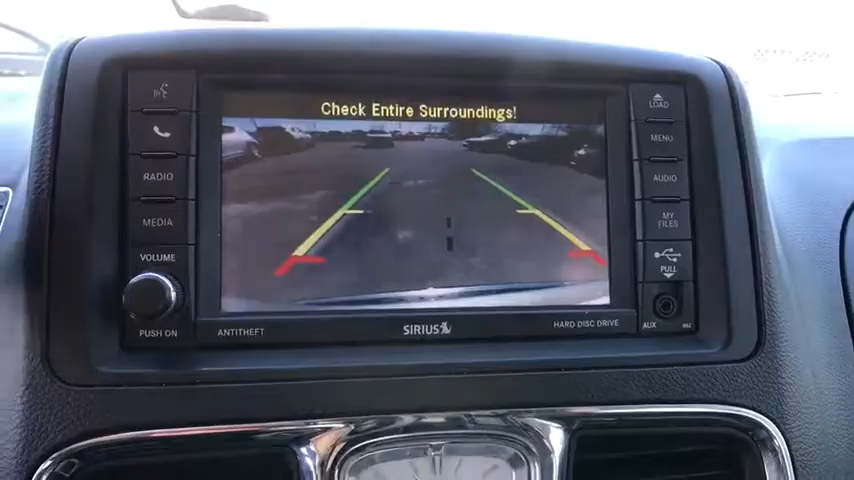 Check Entire Surroundings!
LOAD
MENU
RADIO
AUDIO
MEDIA
MY
FILES
VOLUME
PULL
PUSH ON
ANTITHEFT
SIRIUS
HARD DISC DRIVE
AUX